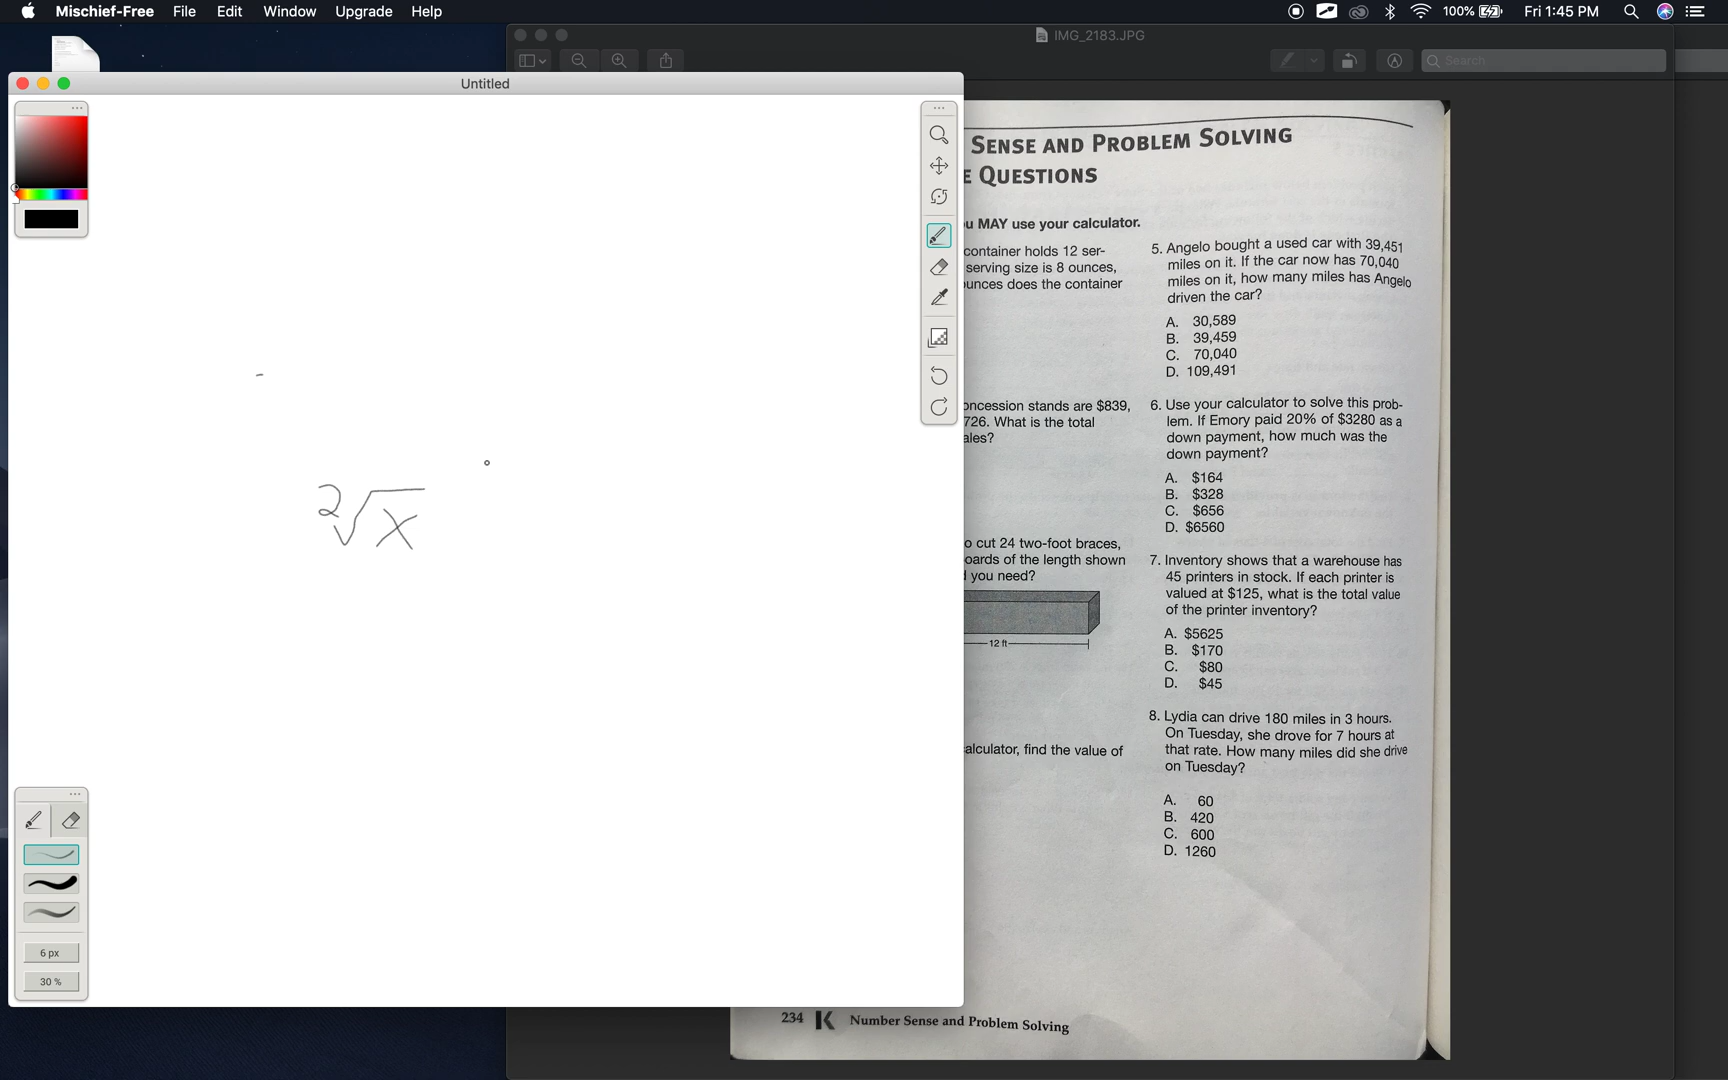 Mischief-Free File Edit Window Upgrade Help 100% Fri 1:45 PM
IMG_2183.JPG
Search
Untitled
SENSE AND PROBLEM SOLVING
E QUESTIONS
u MAY use your calculator.
container holds 12 ser-
serving size is 8 ounces,
unces does the container
oncession stands are $839,
726. What is the total
ales?
o cut 24 two-foot braces,
oards of the length shown
d you need?
12 ft
alculator, find the value of
5. Angelo bought a used car with 39,451
miles on it. If the car now has 70,040
miles on it, how many miles has Angelo
driven the car?
A. 30,589
B. 39,459
C. 70,040
D. 109,491
6. Use your calculator to solve this prob-
lem. If Emory paid 20% of $3280 as a
down payment, how much was the
down payment?
A. $164
B. $328
C. $656
D. $6560
7. Inventory shows that a warehouse has
45 printers in stock. If each printer is
valued at $125, what is the total value
of the printer inventory?
A. $5625
B. $170
C. $80
D. $45
8. Lydia can drive 180 miles in 3 hours.
On Tuesday, she drove for 7 hours at
that rate. How many miles did she drive
on Tuesday?
A. 60
B. 420
C. 600
D. 1260
234 K Number Sense and Problem Solving
2√x
6 px
30 %